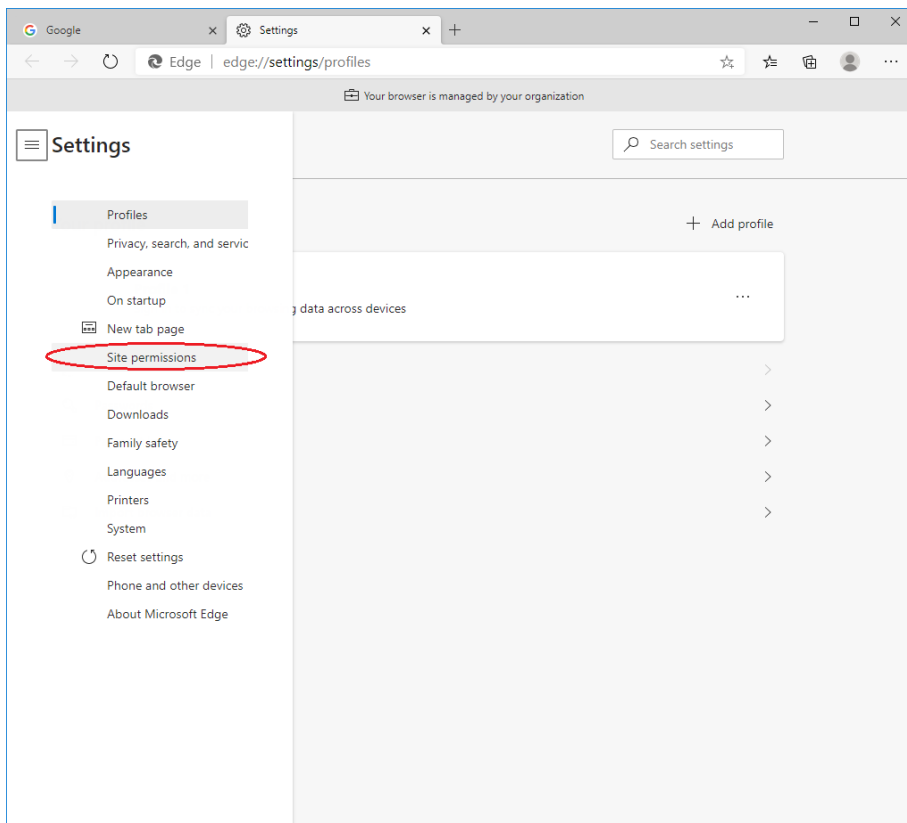 Google
Settings
Edge | edge://settings/profiles
Your browser is managed by your organization
Settings
Search settings
Profiles
Add profile
Privacy, search, and servic
Appearance
On startup
g data across devices
New tab page
Site permissions
Default browser
Downloads
Family safety
Languages
Printers
System
Reset settings
Phone and other devices
About Microsoft Edge